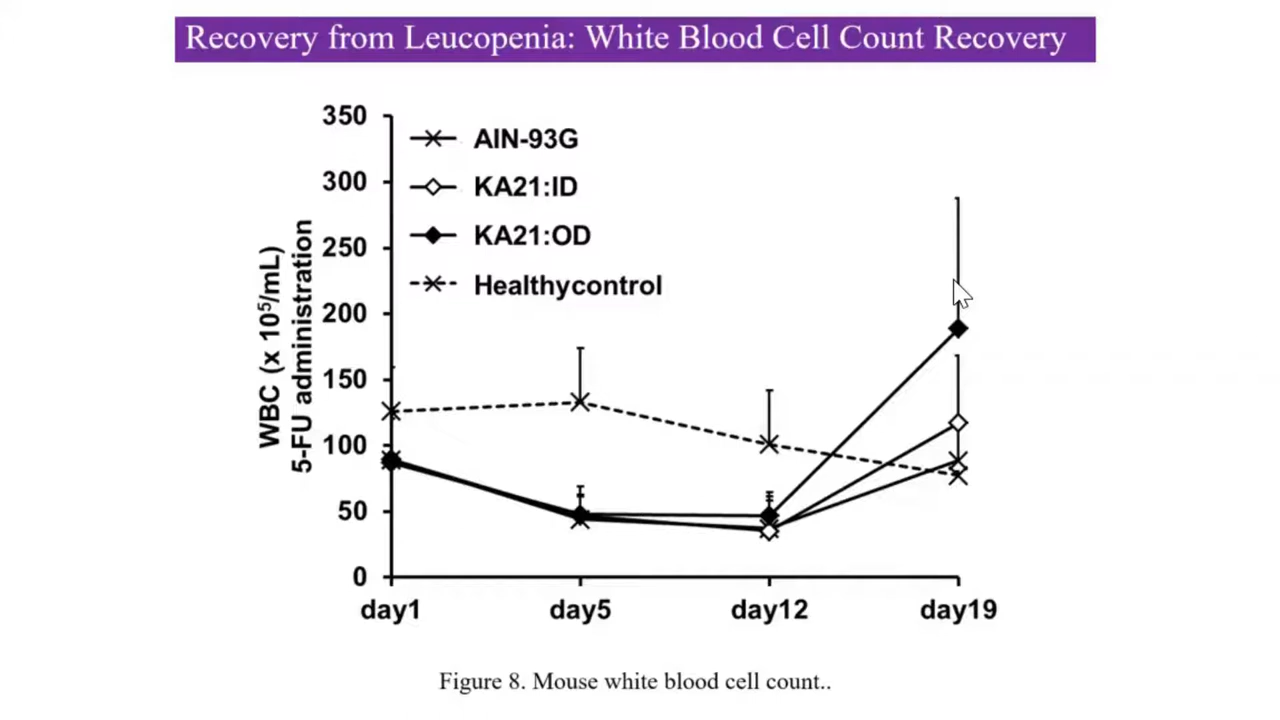 Recovery from Leucopenia: White Blood Cell Count Recovery
350
300
250
200
150
100
50
0
WBC (x 10⁵/mL)
5-FU administration
AIN-93G
KA21:ID
KA21:OD
Healthycontrol
day1 day5 day12 day19
Figure 8. Mouse white blood cell count..